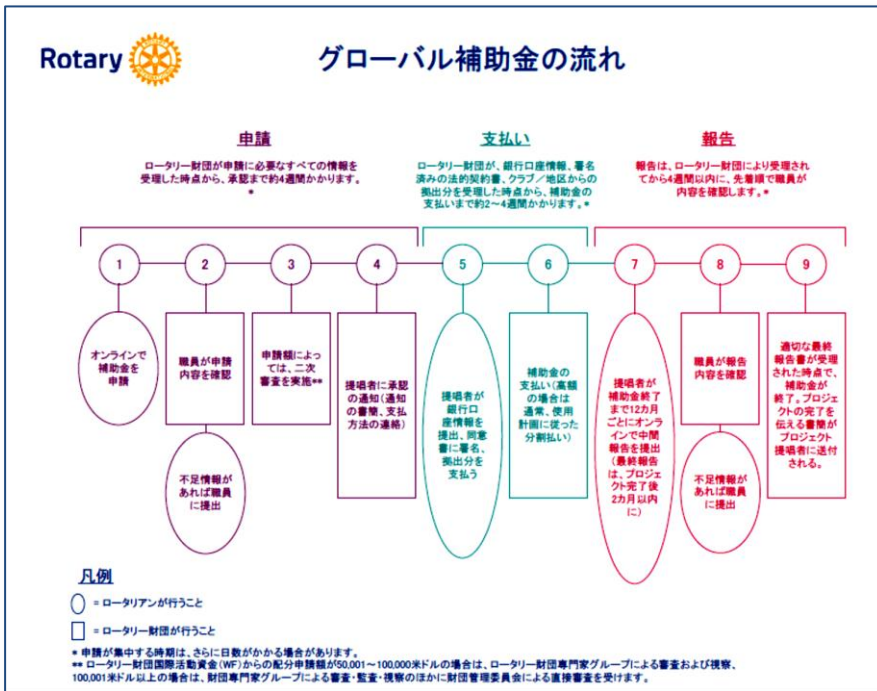 Rotary
グローバル補助金の流れ
申請
ロータリー財団が申請に必要なすべての情報を
受理した時点から、承認まで約4週間かかります。
*
支払い
ロータリー財団が、銀行口座情報、署名
済みの法的契約書、クラブ/地区からの
拠出分を受理した時点から、補助金の
支払いまで約2~4週間かかります。*
報告
報告は、ロータリー財団により受理され
てから4週間以内に、先着順で職員が
内容を確認します。*
1
2
3
4
5
6
7
8
9
オンラインで
補助金を
申請
職員が申請
内容を確認
不足情報が
あれば職員
に提出
申請額によっ
ては、二次
審査を実施**
提唱者に承認
の通知(通知
の書簡、支払
方法の連絡)
提唱者が
銀行口
座情報を
提出、同意
書に署名、
拠出分を
支払う
補助金の
支払い(高額
の場合は
通常、使用
計画に従った
分割払い)
提唱者が
補助金終了
まで12カ月
ごとにオンラ
インで中間
報告を提出
(最終報告
は、プロジェ
クト完了後
2カ月以内
に)
職員が報告
内容を確認
不足情報が
あれば職員
に提出
適切な最終
報告書が受理
された時点で、
補助金が
終了。プロジェ
クトの完了を
伝える書簡が
プロジェクト
提唱者に送付
される。
凡例
= ロータリアンが行うこと
= ロータリー財団が行うこと
* 申請が集中する時期は、さらに日数がかかる場合があります。
** ロータリー財団国際活動資金(WF)からの配分申請額が50,001~100,000米ドルの場合は、ロータリー財団専門家グループによる審査および視察、
100,001米ドル以上の場合は、財団専門家グループによる審査・監査・視察のほかに財団管理委員会による直接審査を受けます。